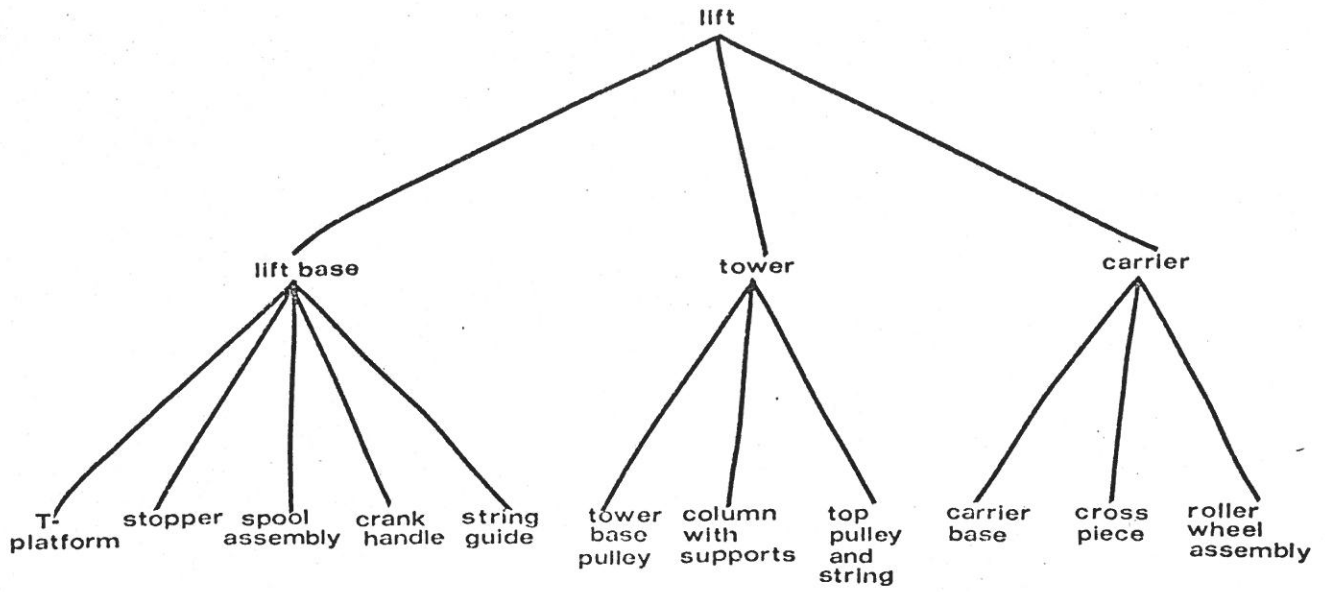 lift
lift base
tower
carrier
T-
platform
stopper
spool
assembly
crank
handle
string
guide
tower
base
pulley
column
with
supports
top
pulley
and
string
carrier
base
cross
piece
roller
wheel
assembly